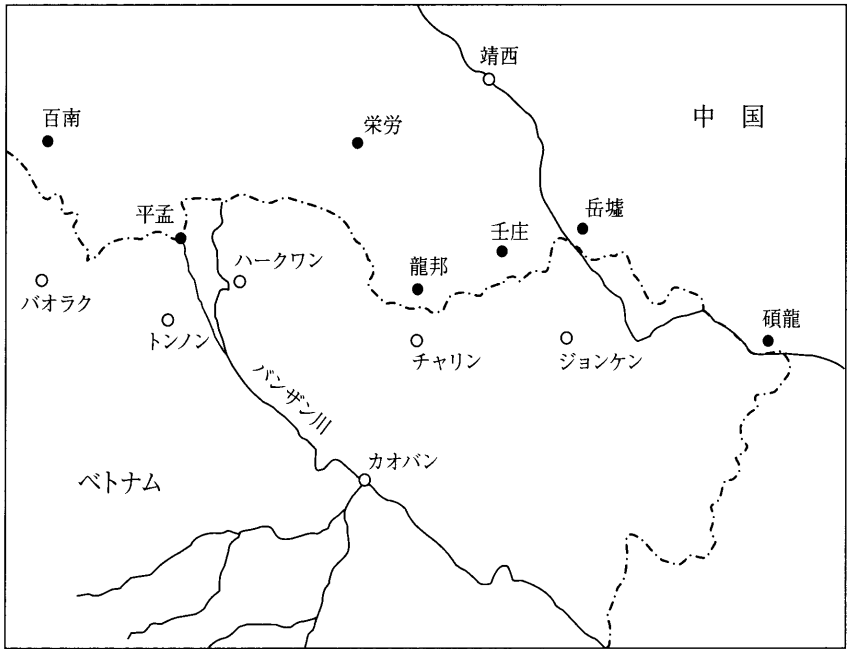 靖西
中国
百南
栄労
平孟
岳墟
壬庄
ハークワン
龍邦
バオラク
トンノン
チャリン
ジョンケン
碩龍
バンザン川
カオバン
ベトナム